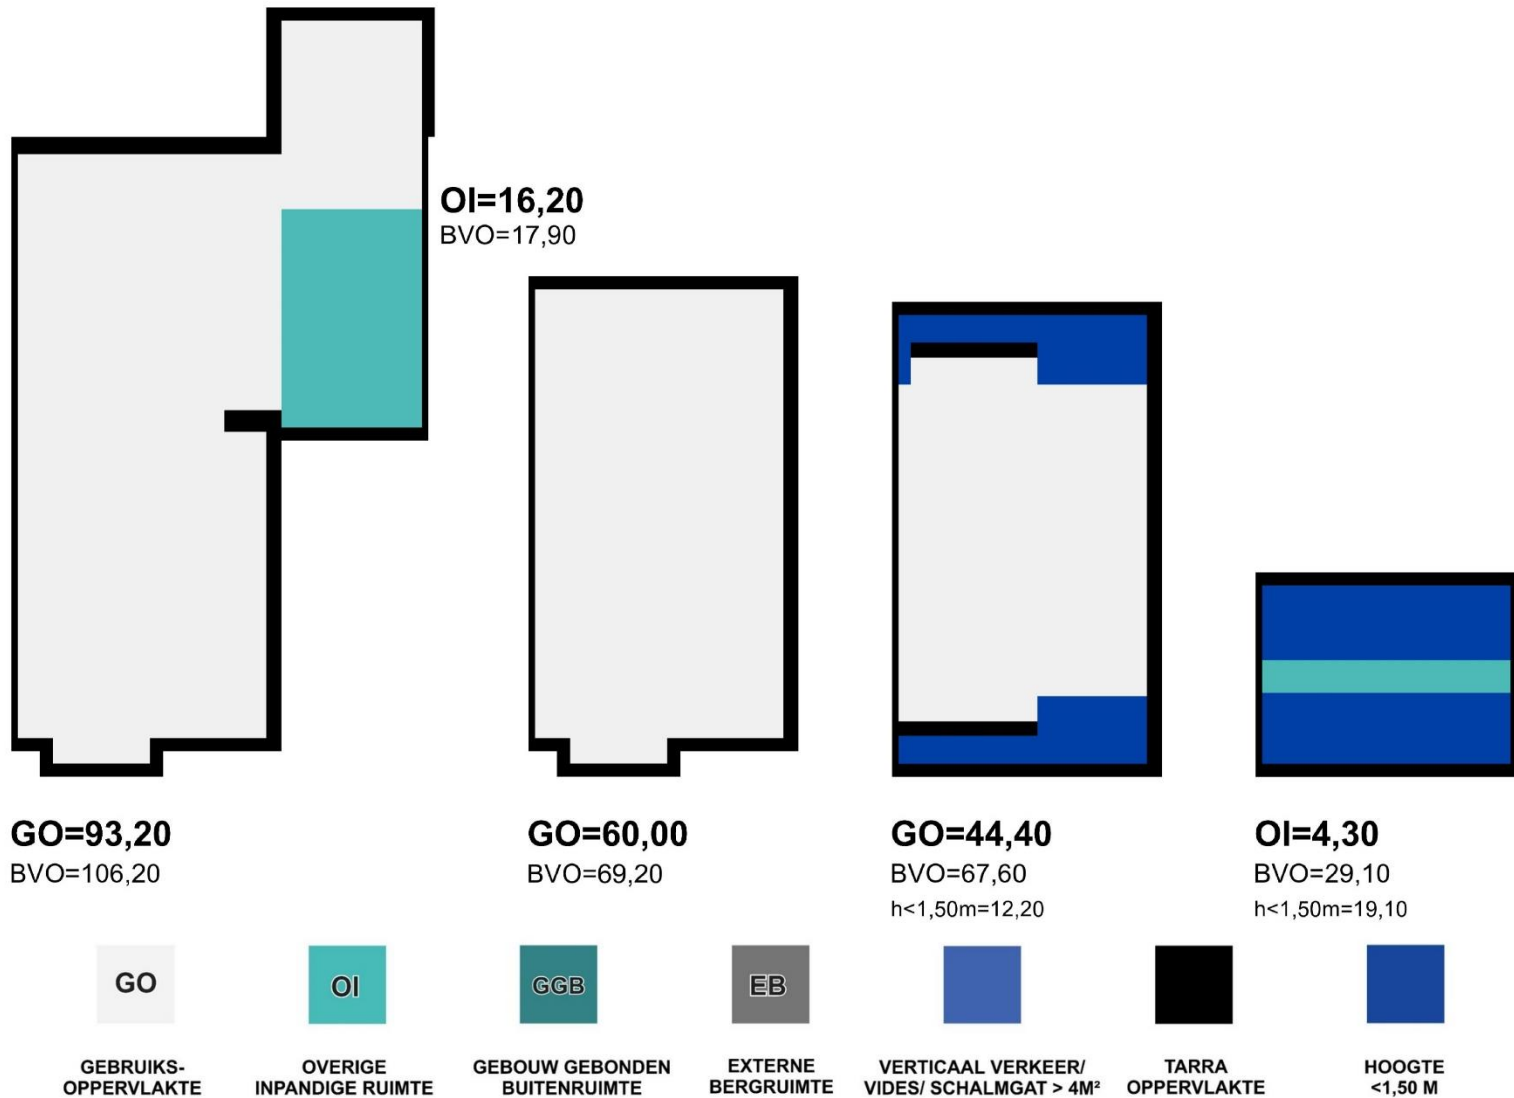 OI=16,20
BVO=17,90
GO=93,20
BVO=106,20
GO=60,00
BVO=69,20
GO=44,40
BVO=67,60
h<1,50m=12,20
OI=4,30
BVO=29,10
h<1,50m=19,10
GO
GEBRUIKS-
OPPERVLAKTE
OI
OVERIGE
INPANDIGE RUIMTE
GGB
GEBOUW GEBONDEN
BUITENRUIMTE
EB
EXTERNE
BERGRUIMTE
VERTICAAL VERKEER/
VIDES/ SCHALMGAT > 4M²
TARRA
OPPERVLAKTE
HOOGTE
<1,50 M